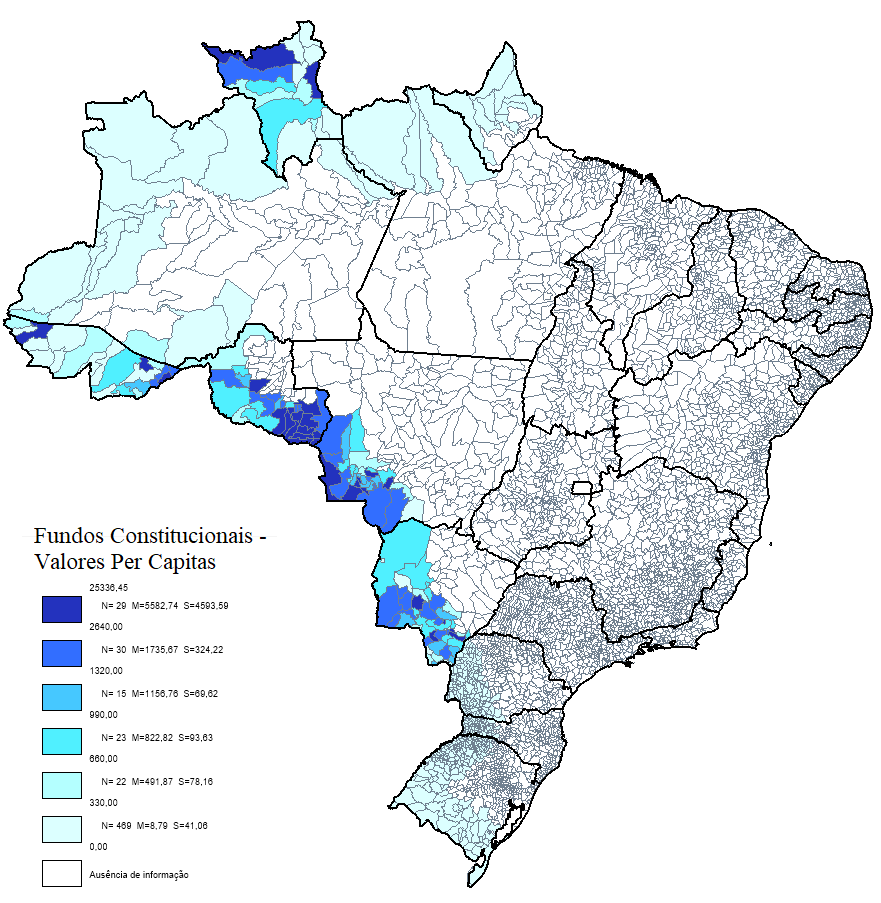 Fundos Constitucionais -
Valores Per Capitas
25336,45
N= 29 M=5582,74 S=4593,59
2640,00
N= 30 M=1735,67 S=324,22
1320,00
N= 15 M=1156,76 S=69,62
990,00
N= 23 M=822,82 S=93,63
660,00
N= 22 M=491,87 S=78,16
330,00
N= 469 M=8,79 S=41,06
0,00
Ausência de informação